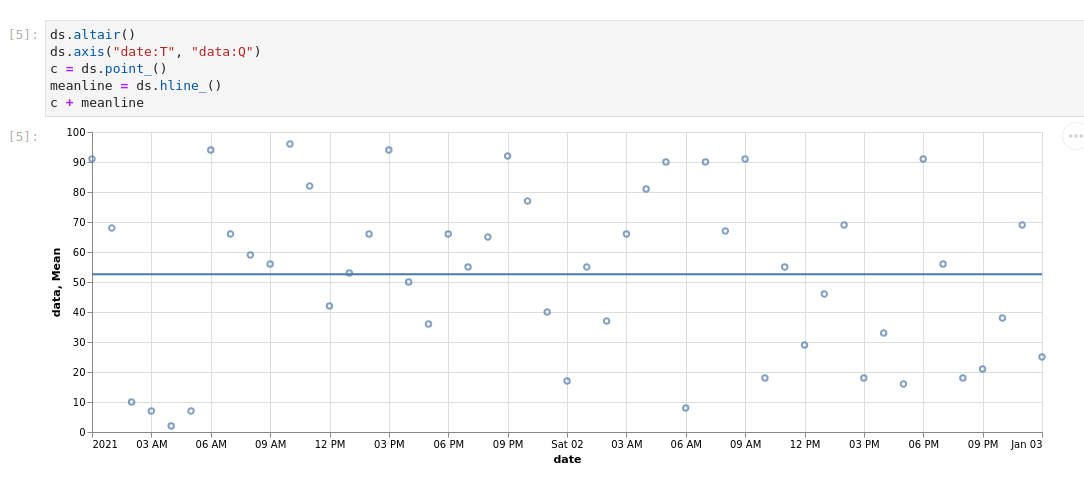 [5]: ds.altair()
ds.axis("date:T", "data:Q")
c = ds.point_()
meanline = ds.hline_()
c + meanline
[5]:
100
90
80
70
60
50
40
30
20
10
0
data, Mean
2021 03 AM 06 AM 09 AM 12 PM 03 PM 06 PM 09 PM Sat 02 03 AM 06 AM 09 AM 12 PM 03 PM 06 PM 09 PM Jan 03
date